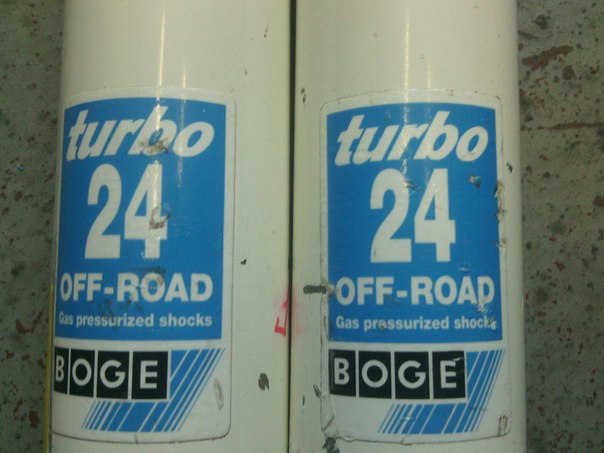 turbo
24
OFF-ROAD
Gas pressurized shocks
BOGE
turbo
24
OFF-ROAD
Gas pressurized shocks
BOGE